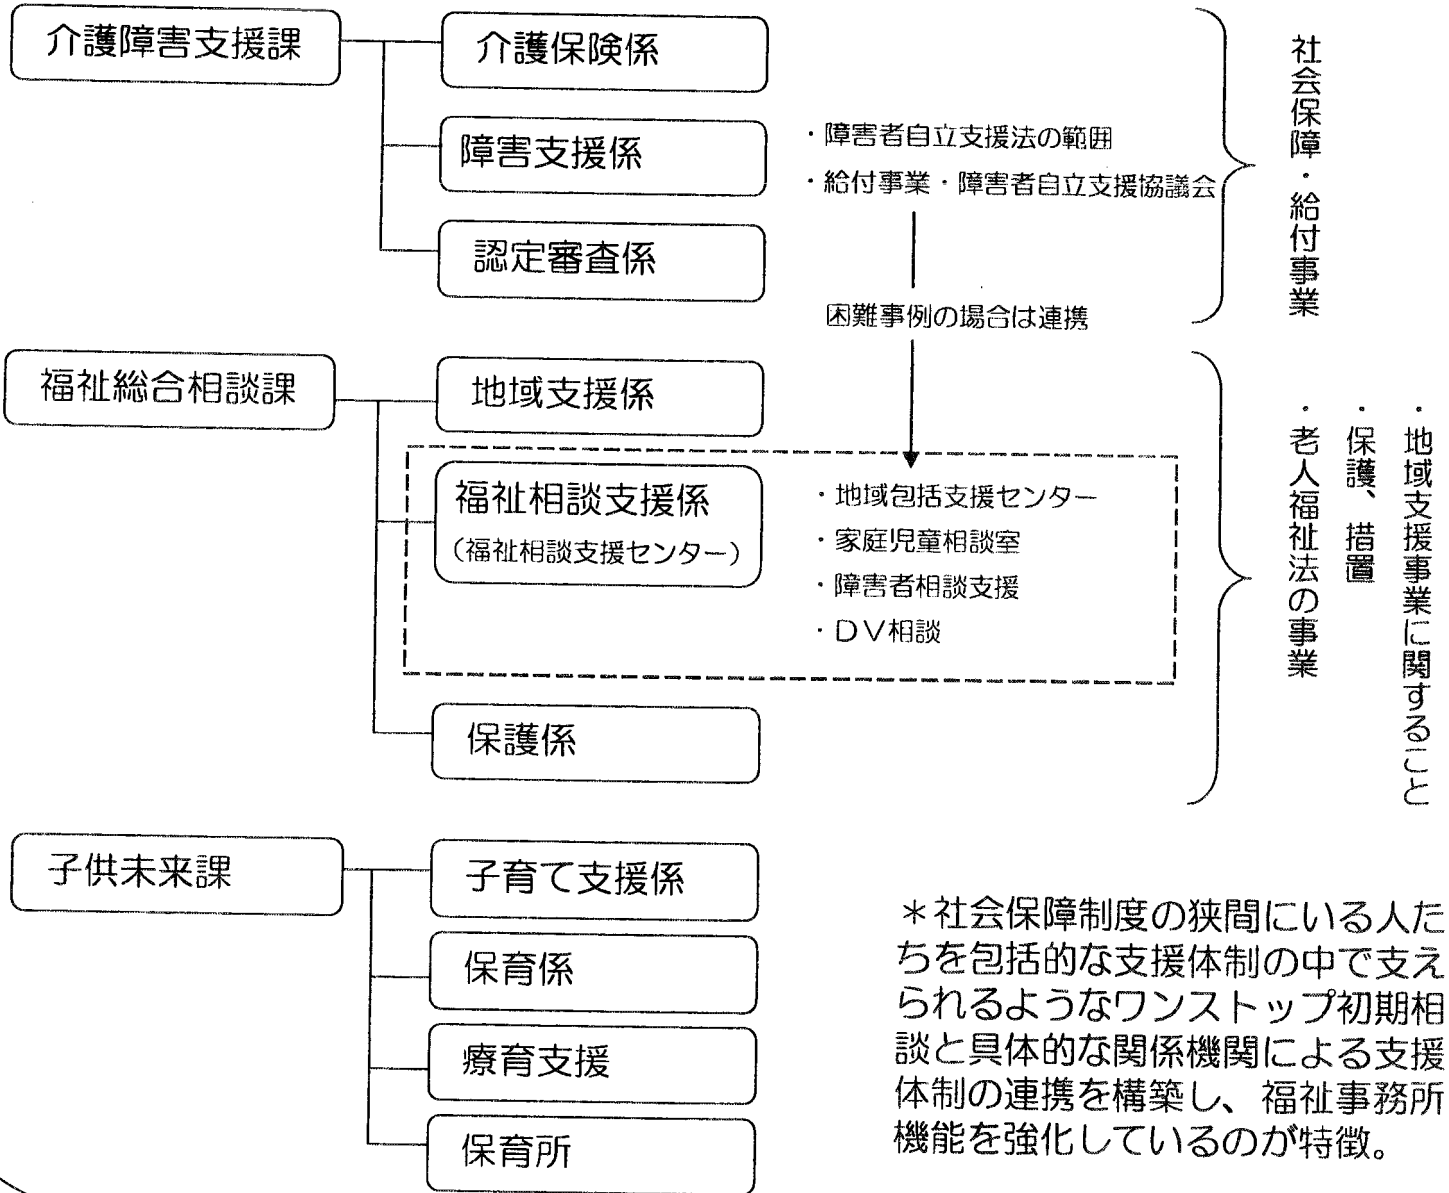 介護障害支援課
介護保険係
障害支援係
・障害者自立支援法の範囲
・給付事業・障害者自立支援協議会
認定審査係
困難事例の場合は連携
社会保障・給付事業
福祉総合相談課
地域支援係
福祉相談支援係
（福祉相談支援センター）
・地域包括支援センター
・家庭児童相談室
・障害者相談支援
・DV相談
保護係
・地域支援事業に関すること
・保護、措置
・老人福祉法の事業
子供未来課
子育て支援係
保育係
療育支援
保育所
＊社会保障制度の狭間にいる人た
ちを包括的な支援体制の中で支え
られるようなワンストップ初期相
談と具体的な関係機関による支援
体制の連携を構築し、福祉事務所
機能を強化しているのが特徴。